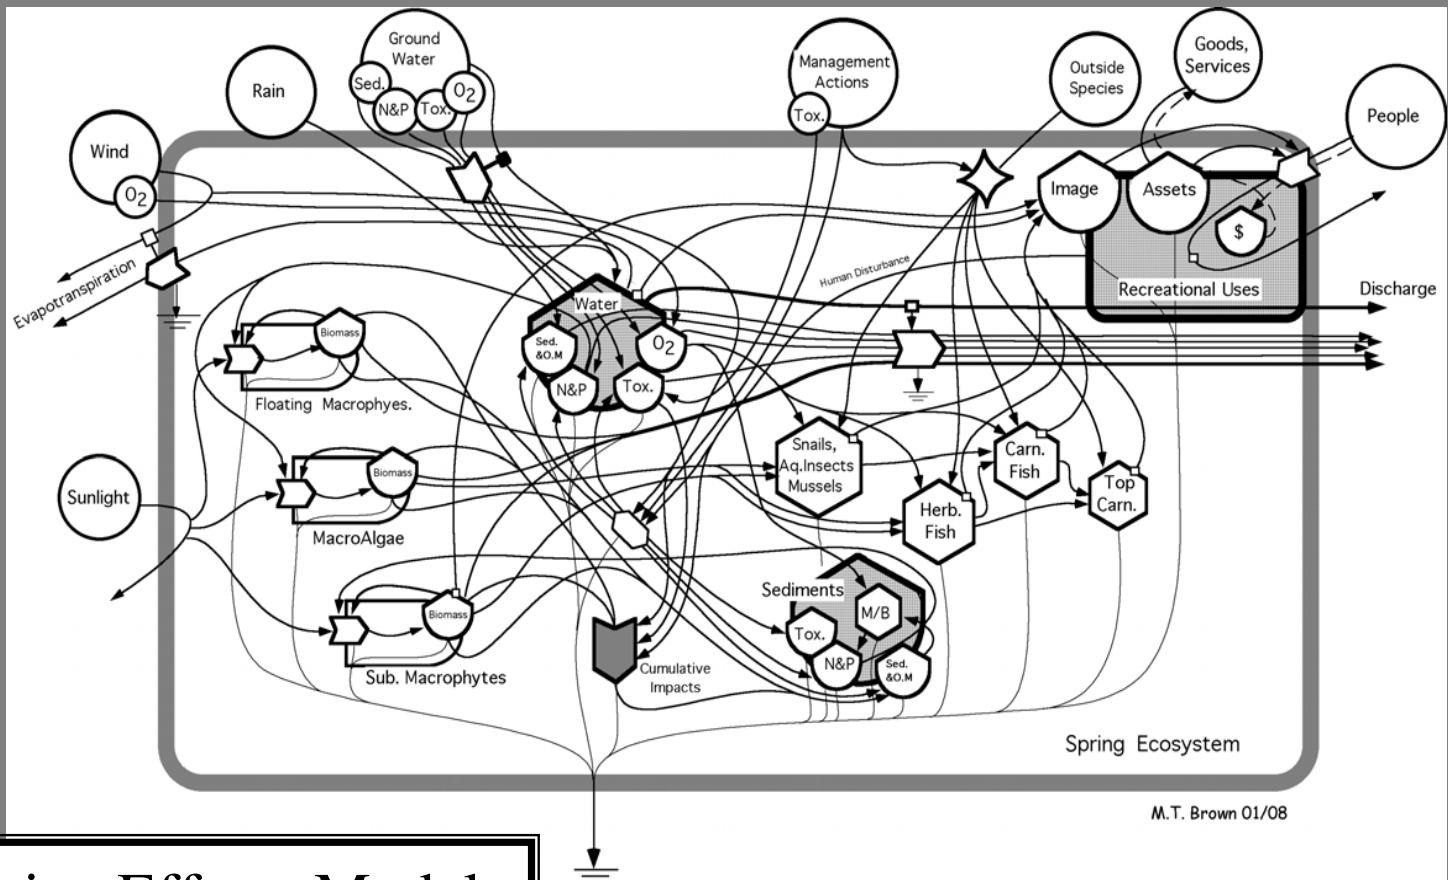 Ground
Water
Sed.
N&P
Tox.
O2
Rain
Wind
O2
Management
Actions
Tox.
Outside
Species
Goods,
Services
People
Image
Assets
$
Recreational Uses
Evapotranspiration
Human Disturbance
Discharge
Water
Sed.
&O.M
O2
N&P
Tox.
Biomass
Floating Macrophyes.
Sunlight
Biomass
MacroAlgae
Biomass
Sub. Macrophytes
Snails,
Aq.Insects
Mussels
Herb.
Fish
Carn.
Fish
Top
Carn.
Sediments
M/B
Tox.
N&P
Sed.
&O.M
Cumulative
Impacts
Spring Ecosystem
M.T. Brown 01/08